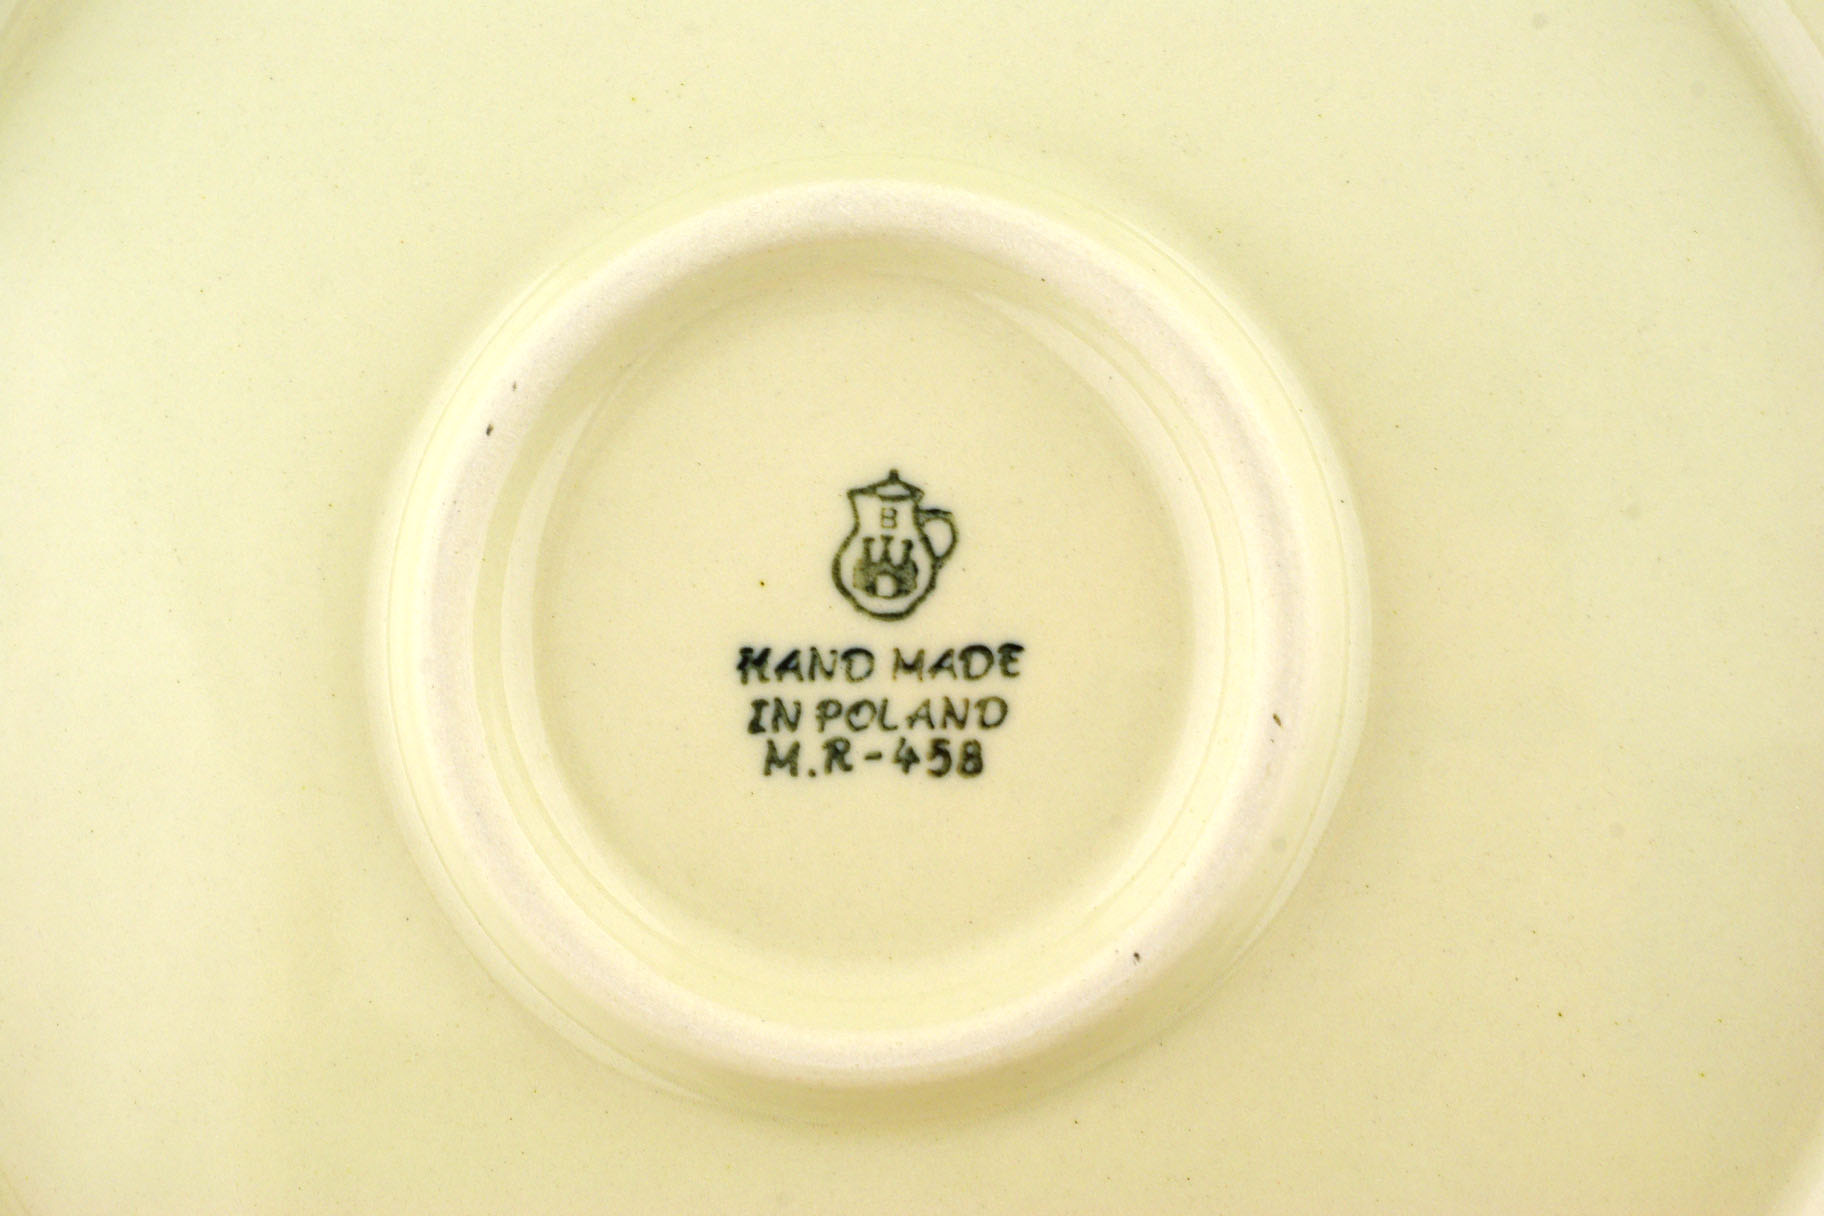 B
HAND MADE
IN POLAND
M.R-458